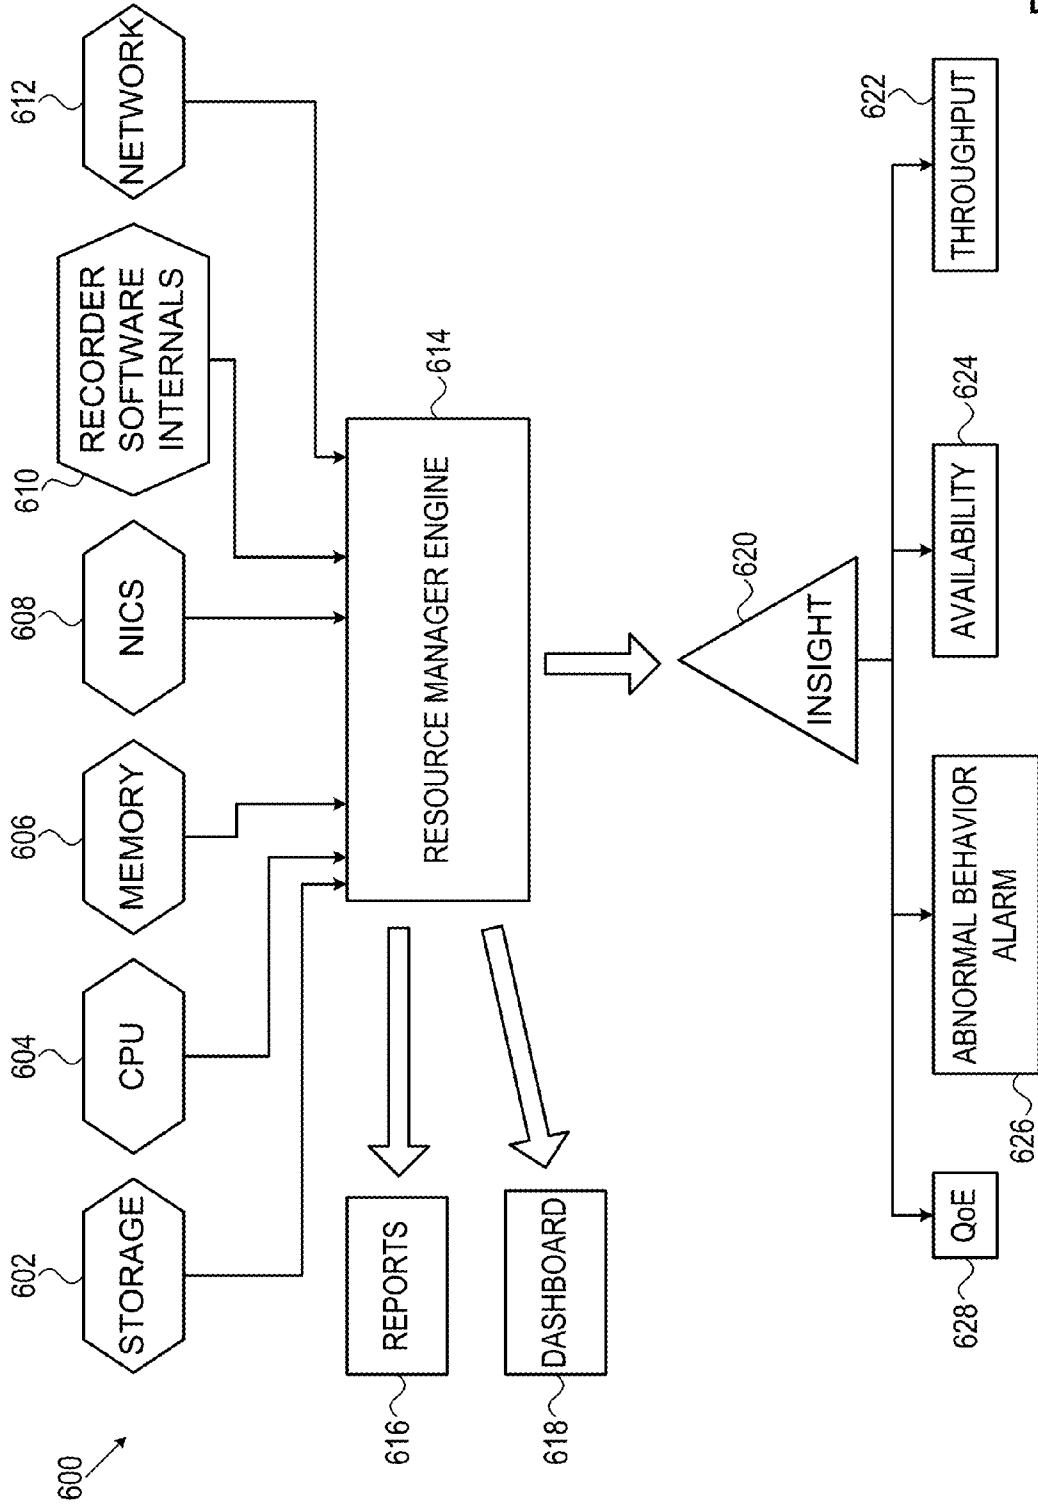 600
602
604
606
608
610
612
STORAGE
CPU
MEMORY
NICS
RECORDER
SOFTWARE
INTERNALS
NETWORK
614
RESOURCE MANAGER ENGINE
616
REPORTS
618
DASHBOARD
620
INSIGHT
622
624
QoE
ABNORMAL BEHAVIOR
ALARM
AVAILABILITY
THROUGHPUT
628
626